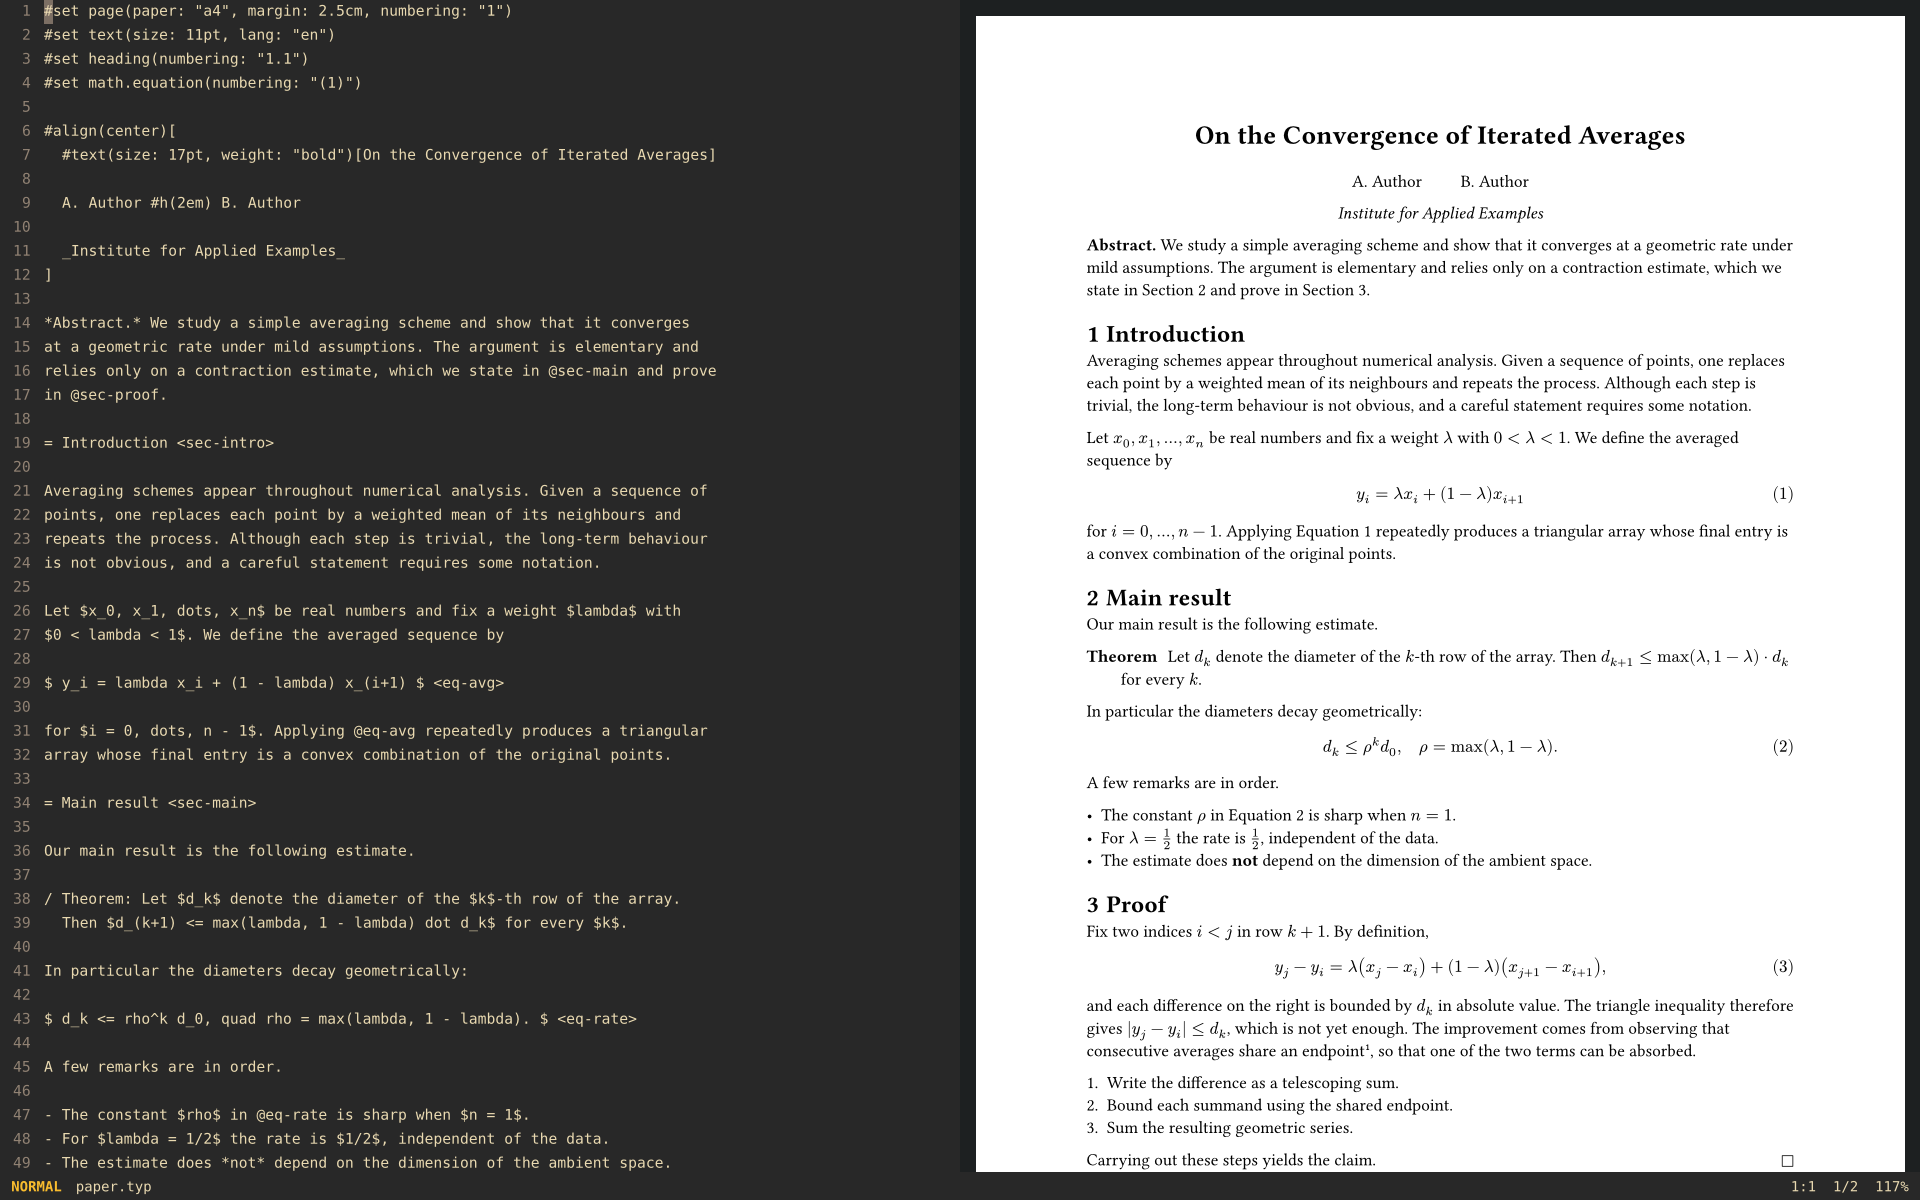 1 #set page(paper: "a4", margin: 2.5cm, numbering: "1")
2 #set text(size: 11pt, lang: "en")
3 #set heading(numbering: "1.1")
4 #set math.equation(numbering: "(1)")
5
6 #align(center)[
7   #text(size: 17pt, weight: "bold")[On the Convergence of Iterated Averages]
8
9   A. Author #h(2em) B. Author
10
11   _Institute for Applied Examples_
12 ]
13
14 *Abstract.* We study a simple averaging scheme and show that it converges
15 at a geometric rate under mild assumptions. The argument is elementary and
16 relies only on a contraction estimate, which we state in @sec-main and prove
17 in @sec-proof.
18
19 = Introduction <sec-intro>
20
21 Averaging schemes appear throughout numerical analysis. Given a sequence of
22 points, one replaces each point by a weighted mean of its neighbours and
23 repeats the process. Although each step is trivial, the long-term behaviour
24 is not obvious, and a careful statement requires some notation.
25
26 Let $x_0, x_1, dots, x_n$ be real numbers and fix a weight $lambda$ with
27 $0 < lambda < 1$. We define the averaged sequence by
28
29 $ y_i = lambda x_i + (1 - lambda) x_(i+1) $ <eq-avg>
30
31 for $i = 0, dots, n - 1$. Applying @eq-avg repeatedly produces a triangular
32 array whose final entry is a convex combination of the original points.
33
34 = Main result <sec-main>
35
36 Our main result is the following estimate.
37
38 / Theorem: Let $d_k$ denote the diameter of the $k$-th row of the array.
39   Then $d_(k+1) <= max(lambda, 1 - lambda) dot d_k$ for every $k$.
40
41 In particular the diameters decay geometrically:
42
43 $ d_k <= rho^k d_0, quad rho = max(lambda, 1 - lambda). $ <eq-rate>
44
45 A few remarks are in order.
46
47 - The constant $rho$ in @eq-rate is sharp when $n = 1$.
48 - For $lambda = 1/2$ the rate is $1/2$, independent of the data.
49 - The estimate does *not* depend on the dimension of the ambient space.
On the Convergence of Iterated Averages
A. Author B. Author
Institute for Applied Examples
Abstract. We study a simple averaging scheme and show that it converges at a geometric rate under
mild assumptions. The argument is elementary and relies only on a contraction estimate, which we
state in Section 2 and prove in Section 3.
1 Introduction
Averaging schemes appear throughout numerical analysis. Given a sequence of points, one replaces
each point by a weighted mean of its neighbours and repeats the process. Although each step is
trivial, the long-term behaviour is not obvious, and a careful statement requires some notation.
Let x₀, x₁, …, xₙ be real numbers and fix a weight λ with 0 < λ < 1. We define the averaged
sequence by
yᵢ = λxᵢ + (1 − λ)xᵢ₊₁ (1)
for i = 0, …, n − 1. Applying Equation 1 repeatedly produces a triangular array whose final entry is
a convex combination of the original points.
2 Main result
Our main result is the following estimate.
Theorem Let dₖ denote the diameter of the k-th row of the array. Then dₖ₊₁ ≤ max(λ, 1 − λ) · dₖ
for every k.
In particular the diameters decay geometrically:
dₖ ≤ ρᵏd₀, ρ = max(λ, 1 − λ). (2)
A few remarks are in order.
• The constant ρ in Equation 2 is sharp when n = 1.
• For λ = 1/2 the rate is 1/2, independent of the data.
• The estimate does not depend on the dimension of the ambient space.
3 Proof
Fix two indices i < j in row k + 1. By definition,
yⱼ − yᵢ = λ(xⱼ − xᵢ) + (1 − λ)(xⱼ₊₁ − xᵢ₊₁), (3)
and each difference on the right is bounded by dₖ in absolute value. The triangle inequality therefore
gives |yⱼ − yᵢ| ≤ dₖ, which is not yet enough. The improvement comes from observing that
consecutive averages share an endpoint¹, so that one of the two terms can be absorbed.
1. Write the difference as a telescoping sum.
2. Bound each summand using the shared endpoint.
3. Sum the resulting geometric series.
Carrying out these steps yields the claim. □
NORMAL paper.typ 1:1 1/2 117%